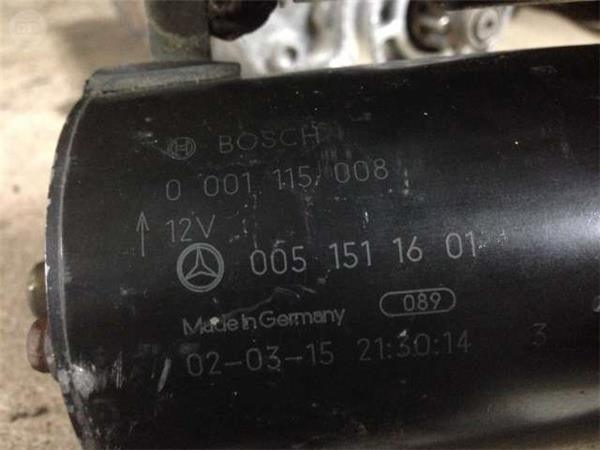 BOSCH
0 001 115 008
↑ 12V
005 151 16 01
089
Made in Germany
02-03-15 21:30:14 3